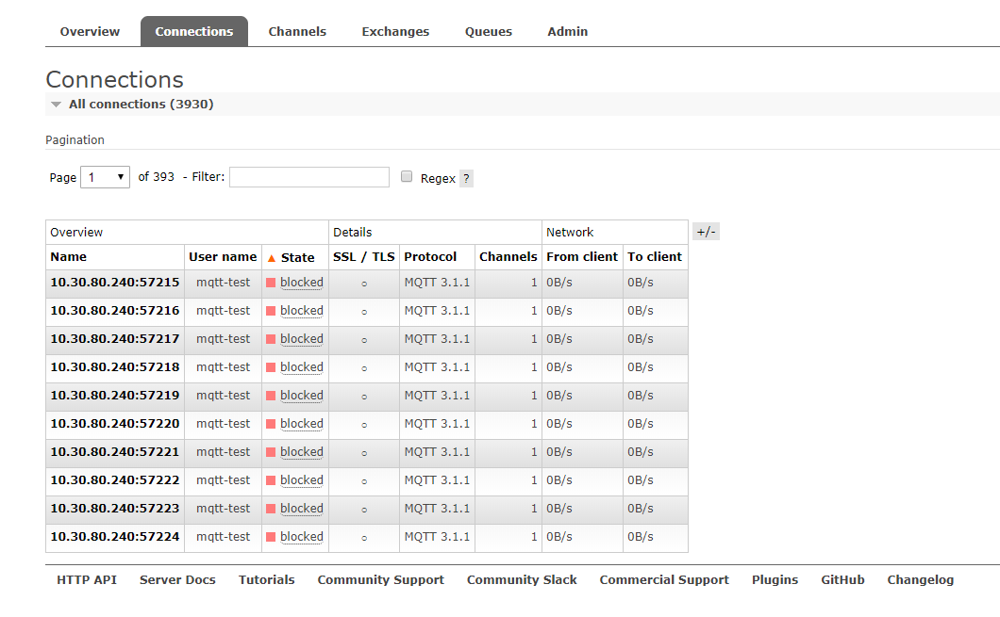 Overview Connections Channels Exchanges Queues Admin
Connections
All connections (3930)
Pagination
Page 1 of 393 - Filter: Regex ?
Overview Details Network +/-
Name User name State SSL / TLS Protocol Channels From client To client
10.30.80.240:57215 mqtt-test blocked ○ MQTT 3.1.1 1 0B/s 0B/s
10.30.80.240:57216 mqtt-test blocked ○ MQTT 3.1.1 1 0B/s 0B/s
10.30.80.240:57217 mqtt-test blocked ○ MQTT 3.1.1 1 0B/s 0B/s
10.30.80.240:57218 mqtt-test blocked ○ MQTT 3.1.1 1 0B/s 0B/s
10.30.80.240:57219 mqtt-test blocked ○ MQTT 3.1.1 1 0B/s 0B/s
10.30.80.240:57220 mqtt-test blocked ○ MQTT 3.1.1 1 0B/s 0B/s
10.30.80.240:57221 mqtt-test blocked ○ MQTT 3.1.1 1 0B/s 0B/s
10.30.80.240:57222 mqtt-test blocked ○ MQTT 3.1.1 1 0B/s 0B/s
10.30.80.240:57223 mqtt-test blocked ○ MQTT 3.1.1 1 0B/s 0B/s
10.30.80.240:57224 mqtt-test blocked ○ MQTT 3.1.1 1 0B/s 0B/s
HTTP API Server Docs Tutorials Community Support Community Slack Commercial Support Plugins GitHub Changelog